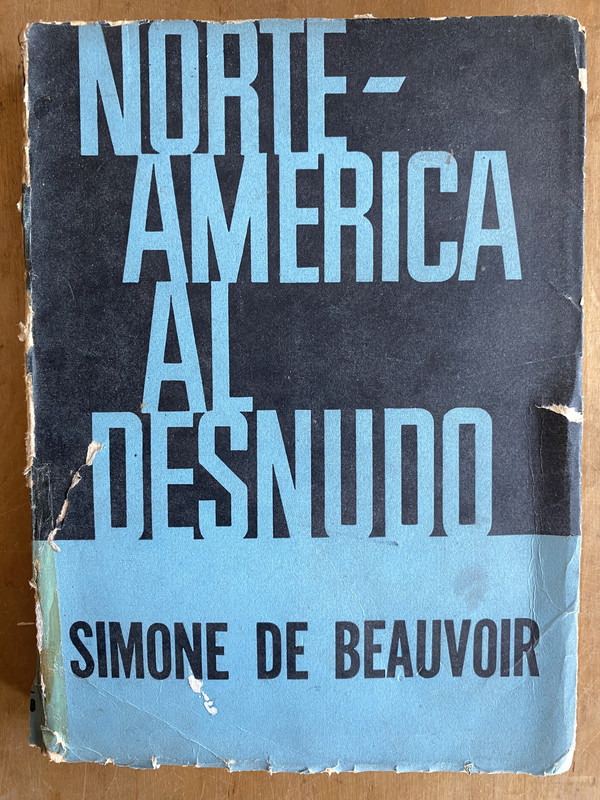 NORTE-
AMERICA
AL
DESNUDO
SIMONE DE BEAUVOIR